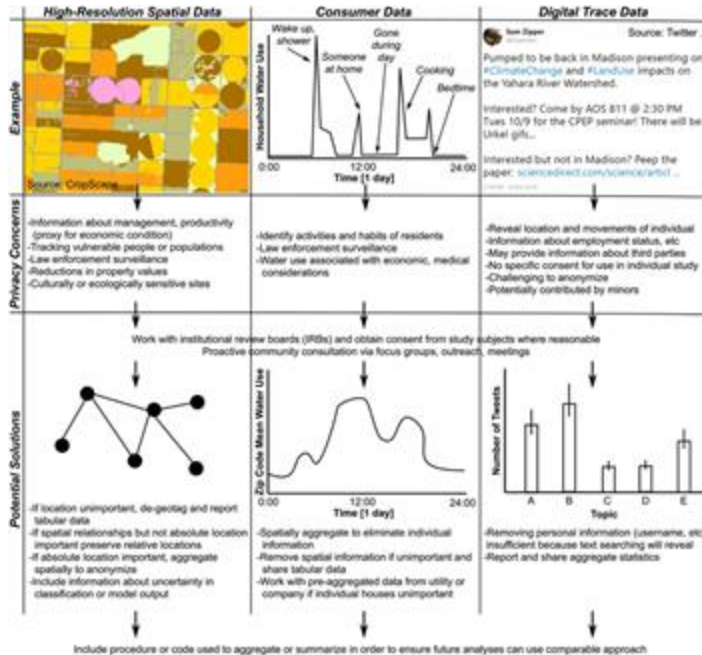 High-Resolution Spatial Data
Consumer Data
Digital Trace Data
Example
Source: CropScape
Household Water Use
Wake up,
shower
Someone
at home
Gone
during
day
Cooking
Bedtime
0:00
12:00
24:00
Time [1 day]
Sam Zipper
Source: Twitter
Pumped to be back in Madison presenting on
#ClimateChange and #LandUse impacts on
the Yahara River Watershed.
Interested? Come by AOS 811 @ 2:30 PM
Tues 10/9 for the CPEP seminar! There will be
Urkel gifs...
Interested but not in Madison? Peep the
paper: sciencedirect.com/science/articl...
Privacy Concerns
-Information about management, productivity
(proxy for economic condition)
-Tracking vulnerable people or populations
-Law enforcement surveillance
-Reductions in property values
-Culturally or ecologically sensitive sites
-Identify activities and habits of residents
-Law enforcement surveillance
-Water use associated with economic, medical
considerations
-Reveal location and movements of individual
-Information about employment status, etc
-May provide information about third parties
-No specific consent for use in individual study
-Challenging to anonymize
-Potentially contributed by minors
Work with institutional review boards (IRBs) and obtain consent from study subjects where reasonable
Proactive community consultation via focus groups, outreach, meetings
Potential Solutions
-If location unimportant, de-geotag and report
tabular data
-If spatial relationships but not absolute location
important preserve relative locations
-If absolute location important, aggregate
spatially to anonymize
-Include information about uncertainty in
classification or model output
Zip Code Mean Water Use
0:00
12:00
24:00
Time [1 day]
-Spatially aggregate to eliminate individual
information
-Remove spatial information if unimportant and
share tabular data
-Work with pre-aggregated data from utility or
company if individual houses unimportant
Number of Tweets
A
B
C
D
E
Topic
-Removing personal information (username, etc)
insufficient because text searching will reveal
-Report and share aggregate statistics
Include procedure or code used to aggregate or summarize in order to ensure future analyses can use comparable approach